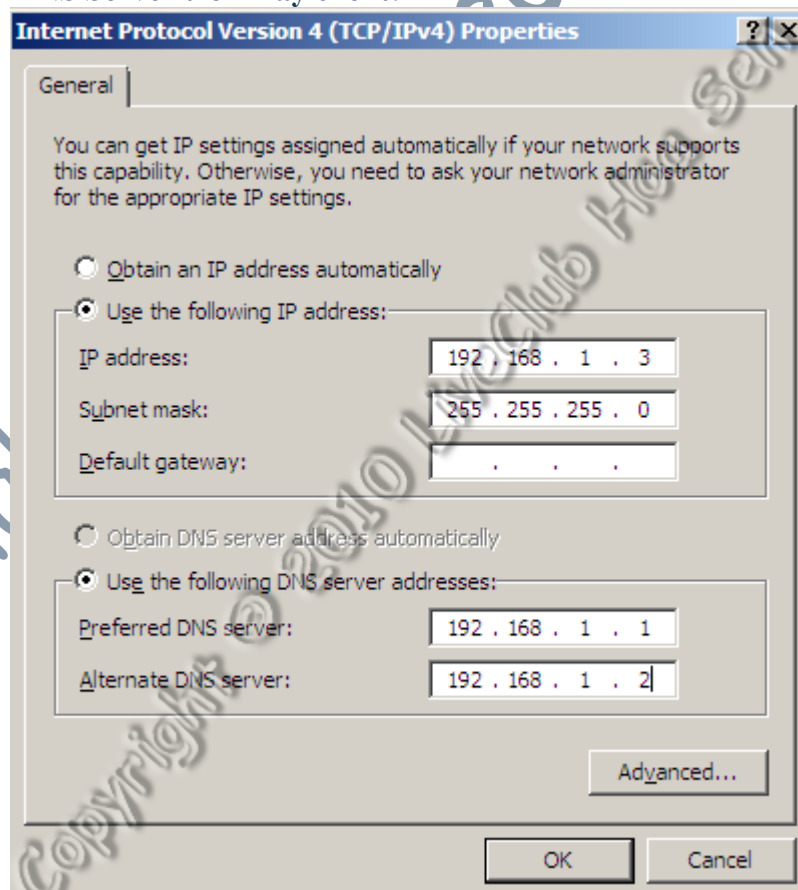 Internet Protocol Version 4 (TCP/IPv4) Properties
General
You can get IP settings assigned automatically if your network supports
this capability. Otherwise, you need to ask your network administrator
for the appropriate IP settings.
Obtain an IP address automatically
Use the following IP address:
IP address: 192 . 168 . 1 . 3
Subnet mask: 255 . 255 . 255 . 0
Default gateway: . . .
Obtain DNS server address automatically
Use the following DNS server addresses:
Preferred DNS server: 192 . 168 . 1 . 1
Alternate DNS server: 192 . 168 . 1 . 2
Advanced...
OK Cancel
Copyright © 2010 LiveClub Hoa Sen